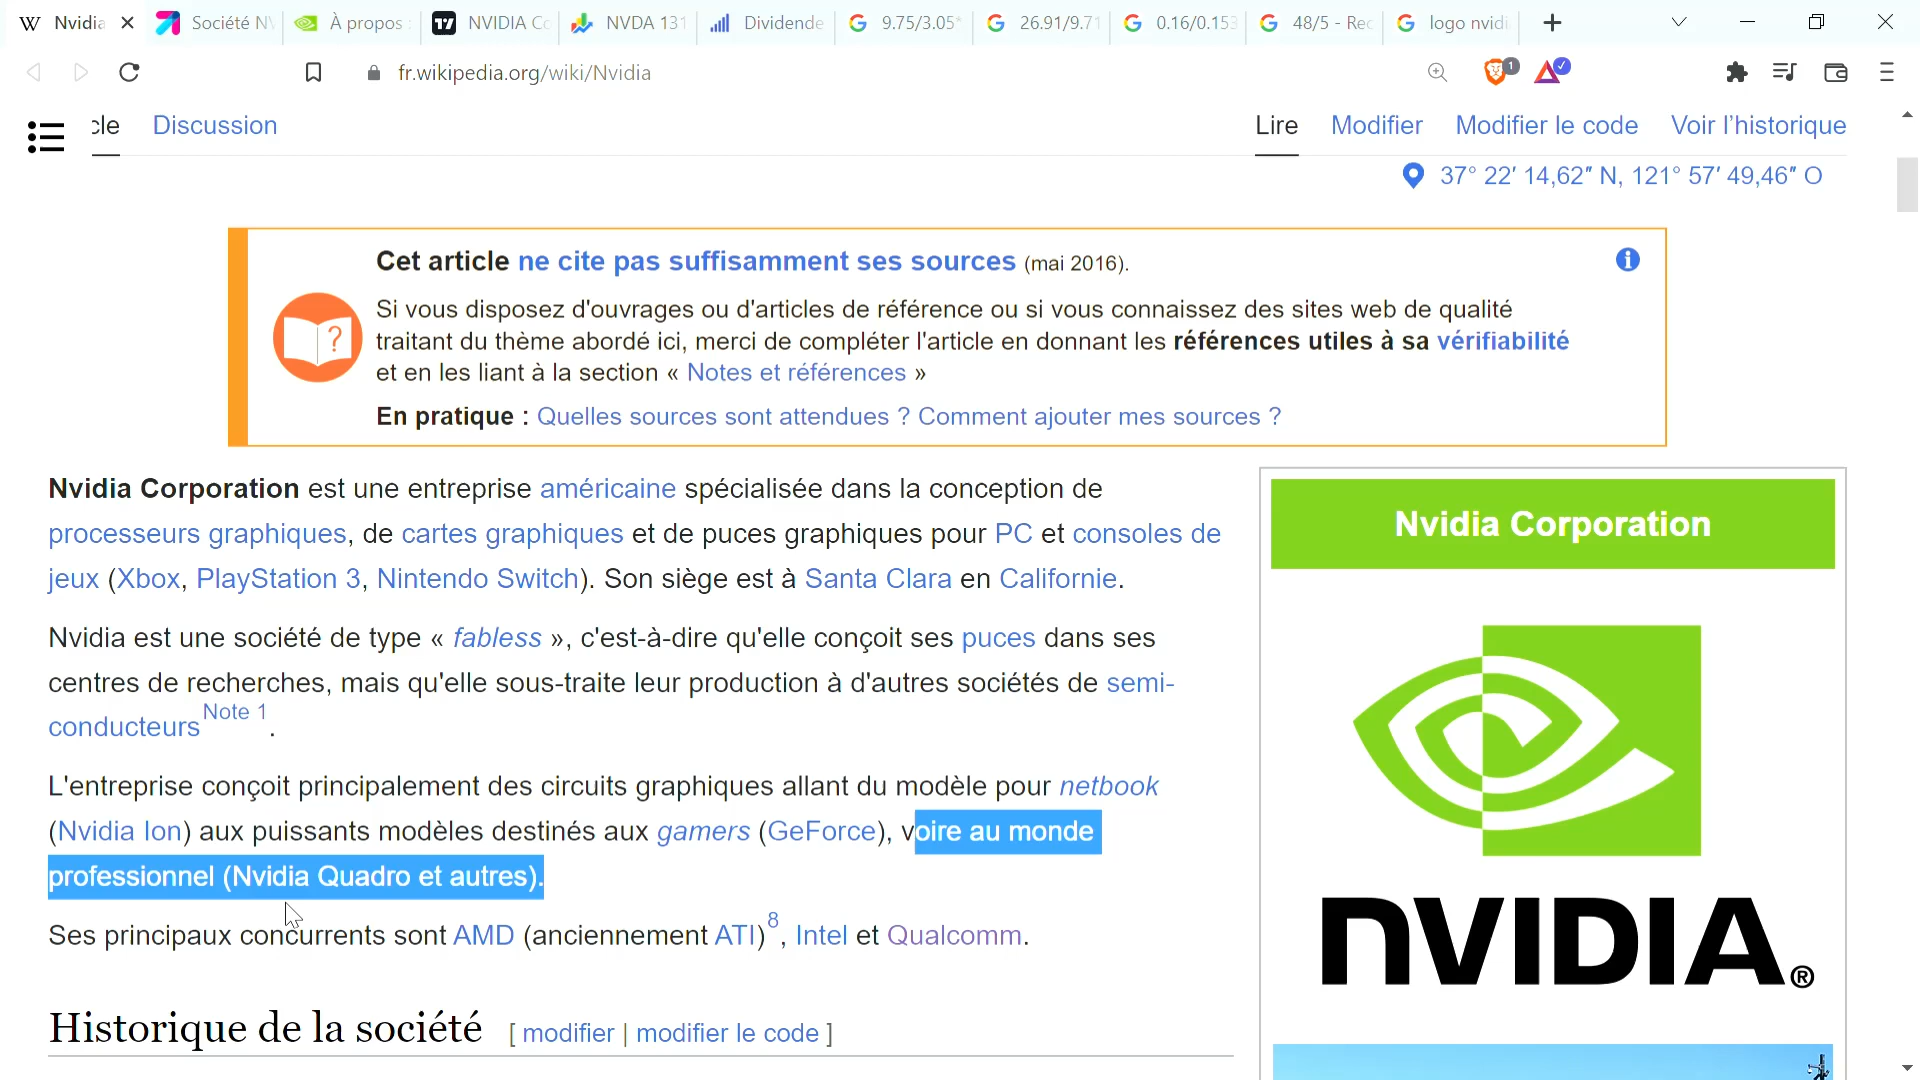 Nvidia
Société NV
À propos
NVIDIA Co
NVDA 131
Dividende
9.75/3.05
26.91/9.71
0.16/0.153
48/5 - Rec
logo nvidi
fr.wikipedia.org/wiki/Nvidia
1
cle Discussion
Lire Modifier Modifier le code Voir l'historique
37° 22′ 14,62″ N, 121° 57′ 49,46″ O
Cet article ne cite pas suffisamment ses sources (mai 2016).
Si vous disposez d'ouvrages ou d'articles de référence ou si vous connaissez des sites web de qualité
traitant du thème abordé ici, merci de compléter l'article en donnant les références utiles à sa vérifiabilité
et en les liant à la section « Notes et références »
En pratique : Quelles sources sont attendues ? Comment ajouter mes sources ?
Nvidia Corporation est une entreprise américaine spécialisée dans la conception de
processeurs graphiques, de cartes graphiques et de puces graphiques pour PC et consoles de
jeux (Xbox, PlayStation 3, Nintendo Switch). Son siège est à Santa Clara en Californie.
Nvidia est une société de type « fabless », c'est-à-dire qu'elle conçoit ses puces dans ses
centres de recherches, mais qu'elle sous-traite leur production à d'autres sociétés de semi-
conducteurs Note 1.
L'entreprise conçoit principalement des circuits graphiques allant du modèle pour netbook
(Nvidia Ion) aux puissants modèles destinés aux gamers (GeForce), voire au monde
professionnel (Nvidia Quadro et autres).
Ses principaux concurrents sont AMD (anciennement ATI)8, Intel et Qualcomm.
Historique de la société [ modifier | modifier le code ]
Nvidia Corporation
NVIDIA®